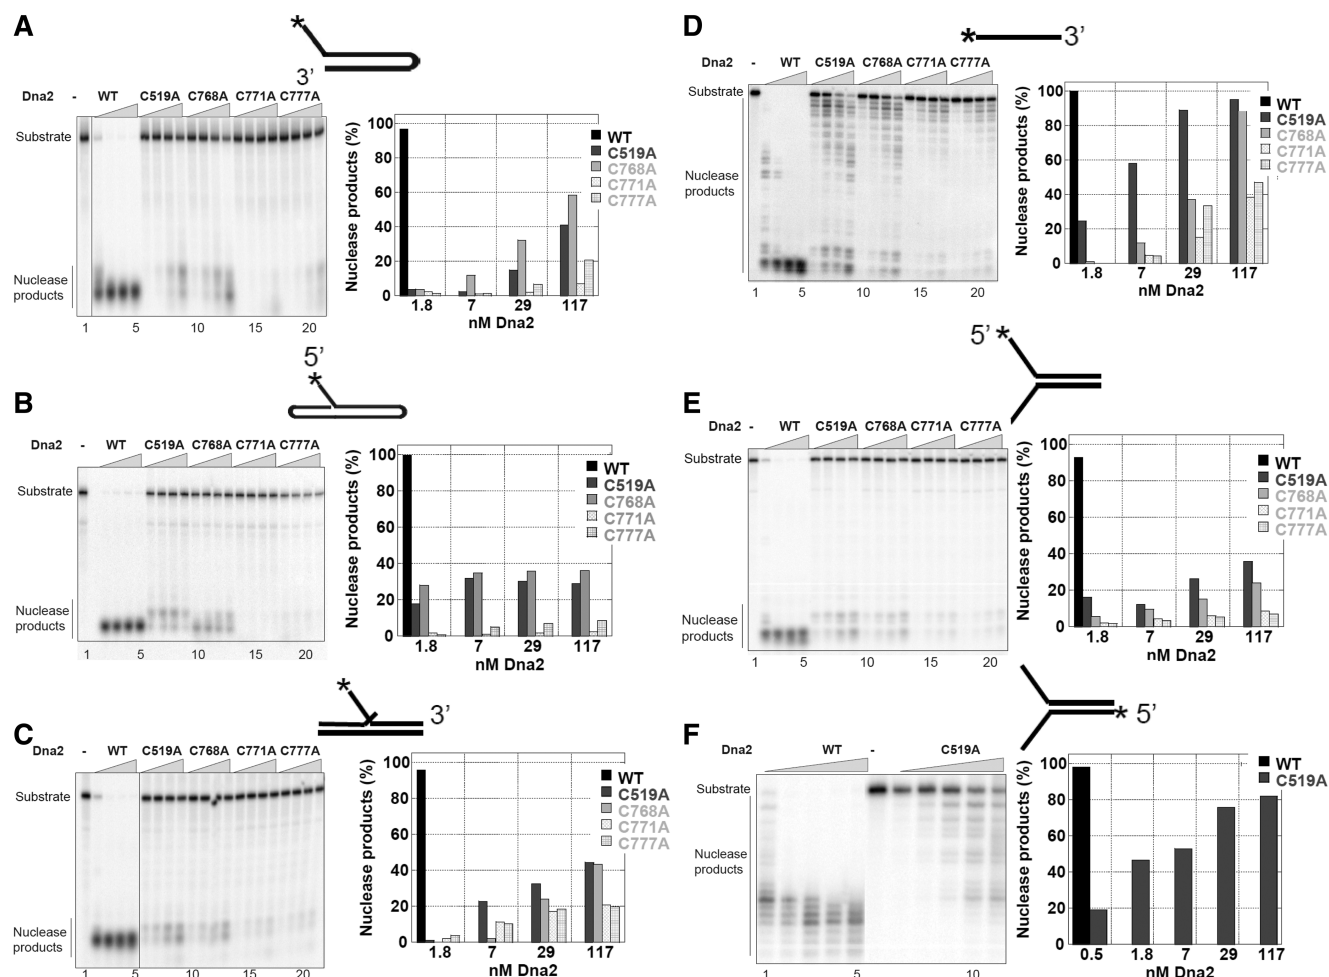 A
*
3’
Dna2 - WT C519A C768A C771A C777A
Substrate
Nuclease
products
1 5 10 15 20
Nuclease products (%)
100
80
60
40
20
0
1.8 7 29 117
nM Dna2
WT
C519A
C768A
C771A
C777A
B
5’
*
Dna2 - WT C519A C768A C771A C777A
Substrate
Nuclease
products
1 5 10 15 20
Nuclease products (%)
100
80
60
40
20
0
1.8 7 29 117
nM Dna2
WT
C519A
C768A
C771A
C777A
C
*
3’
Dna2 - WT C519A C768A C771A C777A
Substrate
Nuclease
products
1 5 10 15 20
Nuclease products (%)
100
80
60
40
20
0
1.8 7 29 117
nM Dna2
WT
C519A
C768A
C771A
C777A
D
* 3’
Dna2 - WT C519A C768A C771A C777A
Substrate
Nuclease
products
1 5 10 15 20
Nuclease products (%)
100
80
60
40
20
0
1.8 7 29 117
nM Dna2
WT
C519A
C768A
C771A
C777A
E
5’ *
Dna2 - WT C519A C768A C771A C777A
Substrate
Nuclease
products
1 5 10 15 20
Nuclease products (%)
100
80
60
40
20
0
1.8 7 29 117
nM Dna2
WT
C519A
C768A
C771A
C777A
F
* 5’
Dna2 WT - C519A
Substrate
Nuclease
products
1 5 10
Nuclease products (%)
100
80
60
40
20
0
0.5 1.8 7 29 117
nM Dna2
WT
C519A